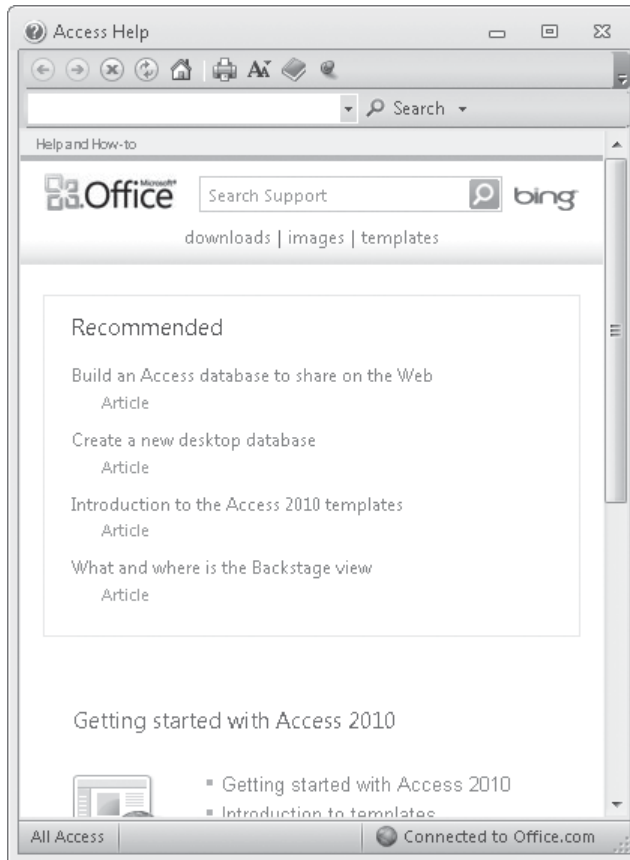 Access Help
Search
Help and How-to
Office Microsoft
Search Support
bing
downloads | images | templates
Recommended
Build an Access database to share on the Web
Article
Create a new desktop database
Article
Introduction to the Access 2010 templates
Article
What and where is the Backstage view
Article
Getting started with Access 2010
Getting started with Access 2010
Introduction to templates
All Access
Connected to Office.com